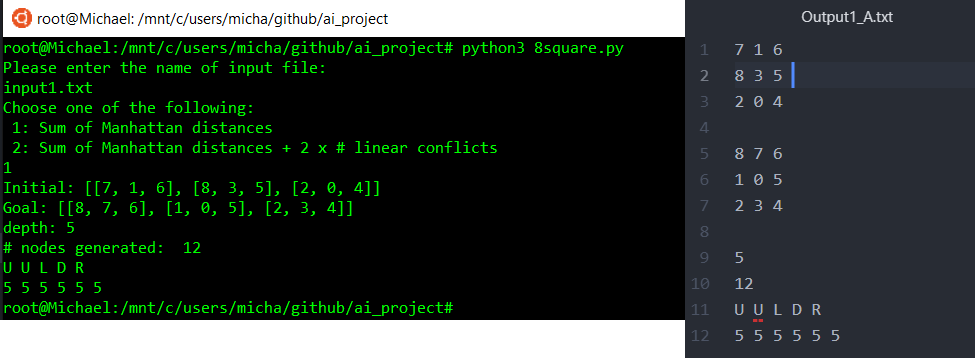 root@Michael: /mnt/c/users/micha/github/ai_project
root@Michael:/mnt/c/users/micha/github/ai_project# python3 8square.py
Please enter the name of input file:
input1.txt
Choose one of the following:
1: Sum of Manhattan distances
2: Sum of Manhattan distances + 2 x # linear conflicts
1
Initial: [[7, 1, 6], [8, 3, 5], [2, 0, 4]]
Goal: [[8, 7, 6], [1, 0, 5], [2, 3, 4]]
depth: 5
# nodes generated:  12
U U L D R
5 5 5 5 5 5
root@Michael:/mnt/c/users/micha/github/ai_project#
Output1_A.txt
1 7 1 6
2 8 3 5
3 2 0 4
4
5 8 7 6
6 1 0 5
7 2 3 4
8
9 5
10 12
11 U U L D R
12 5 5 5 5 5 5